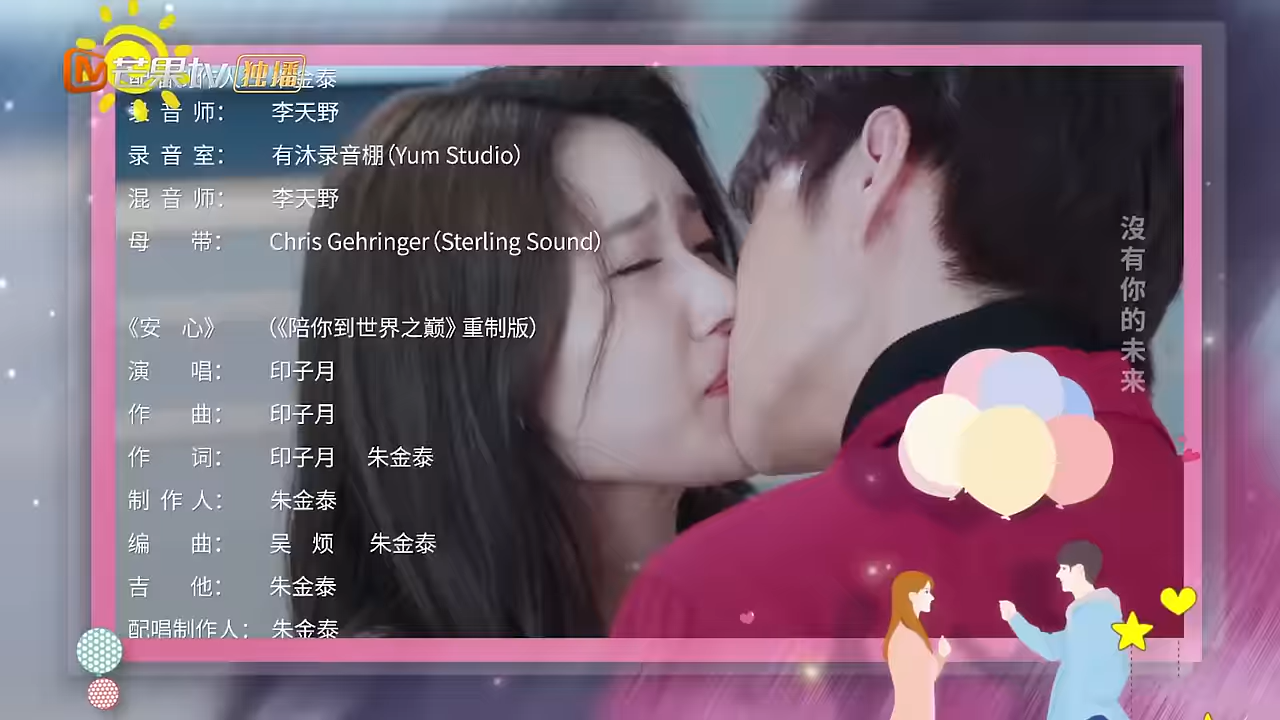 芒果tv 独播
录 音 师： 李天野
录 音 室： 有沐录音棚（Yum Studio）
混 音 师： 李天野
母 带： Chris Gehringer（Sterling Sound）
《安 心》 （《陪你到世界之巅》重制版）
演 唱： 印子月
作 曲： 印子月
作 词： 印子月 朱金泰
制 作 人： 朱金泰
编 曲： 吴 烦 朱金泰
吉 他： 朱金泰
配唱制作人： 朱金泰
沒有你的未来